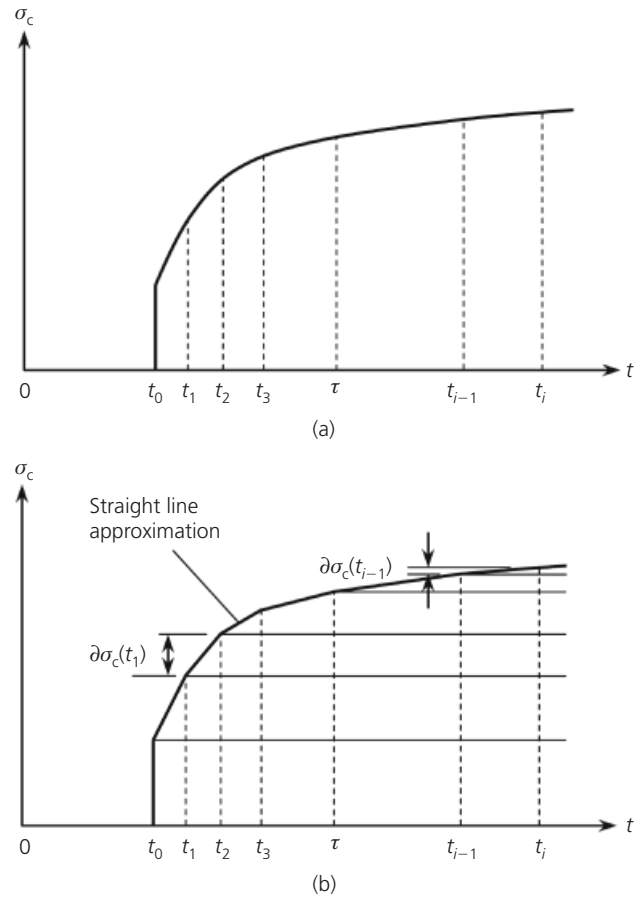 σc
0 t0 t1 t2 t3 τ ti−1 ti t
(a)
σc
Straight line
approximation
∂σc(ti−1)
∂σc(t1)
0 t0 t1 t2 t3 τ ti−1 ti t
(b)